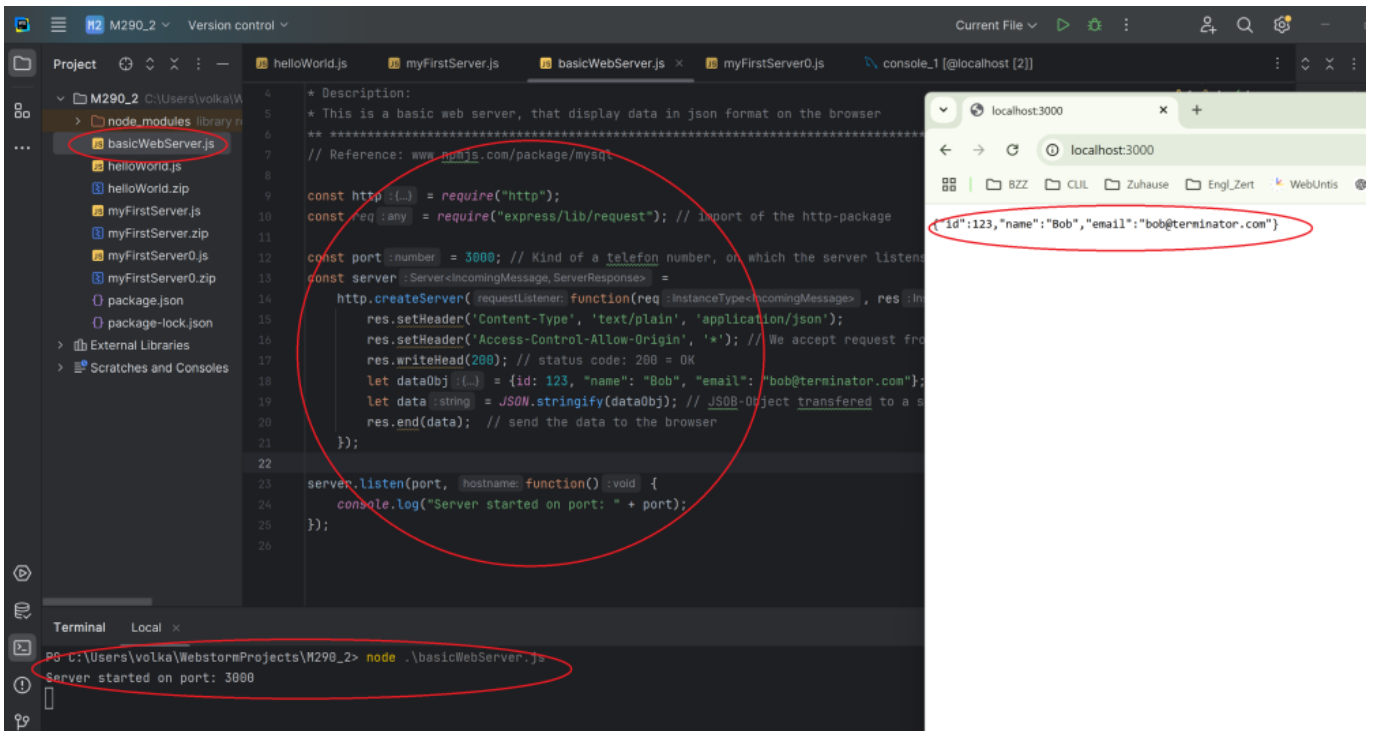 M2 M290_2 Version control Current File
Project
helloWorld.js myFirstServer.js basicWebServer.js myFirstServer0.js console_1 [@localhost [2]]
M290_2 C:\Users\volka\W
node_modules library
basicWebServer.js
helloWorld.js
helloWorld.zip
myFirstServer.js
myFirstServer.zip
myFirstServer0.js
myFirstServer0.zip
package.json
package-lock.json
External Libraries
Scratches and Consoles
4 * Description:
5 * This is a basic web server, that display data in json format on the browser
6 ** **********************************************************************
7 // Reference: www.npmjs.com/package/mysql
8
9 const http : {...} = require("http");
10 const req : any = require("express/lib/request"); // import of the http-package
11
12 const port : number = 3000; // Kind of a telefon number, on which the server listens
13 const server : Server<IncomingMessage, ServerResponse> =
14 http.createServer( requestListener: function(req : InstanceType<IncomingMessage> , res : In
15 res.setHeader('Content-Type', 'text/plain', 'application/json');
16 res.setHeader('Access-Control-Allow-Origin', '*'); // We accept request fro
17 res.writeHead(200); // status code: 200 = OK
18 let dataObj : {...} = {id: 123, "name": "Bob", "email": "bob@terminator.com"};
19 let data : string = JSON.stringify(dataObj); // JSOB-Object transfered to a s
20 res.end(data); // send the data to the browser
21 });
22
23 server.listen(port, hostname: function() : void {
24 console.log("Server started on port: " + port);
25 });
26
Terminal Local
PS C:\Users\volka\WebstormProjects\M290_2> node .\basicWebServer.js
Server started on port: 3000
localhost:3000
localhost:3000
BZZ CLIL Zuhause Engl_Zert WebUntis
{"id":123,"name":"Bob","email":"bob@terminator.com"}